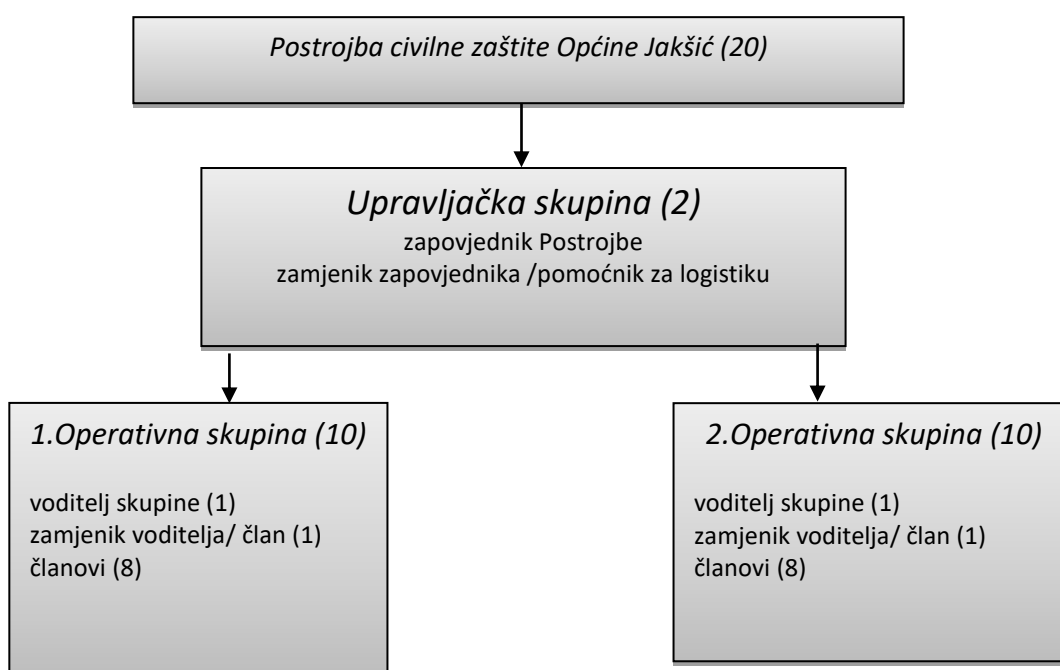 Postrojba civilne zaštite Općine Jakšić (20)
Upravljačka skupina (2)
zapovjednik Postrojbe
zamjenik zapovjednika /pomoćnik za logistiku
1.Operativna skupina (10)
voditelj skupine (1)
zamjenik voditelja/ član (1)
članovi (8)
2.Operativna skupina (10)
voditelj skupine (1)
zamjenik voditelja/ član (1)
članovi (8)